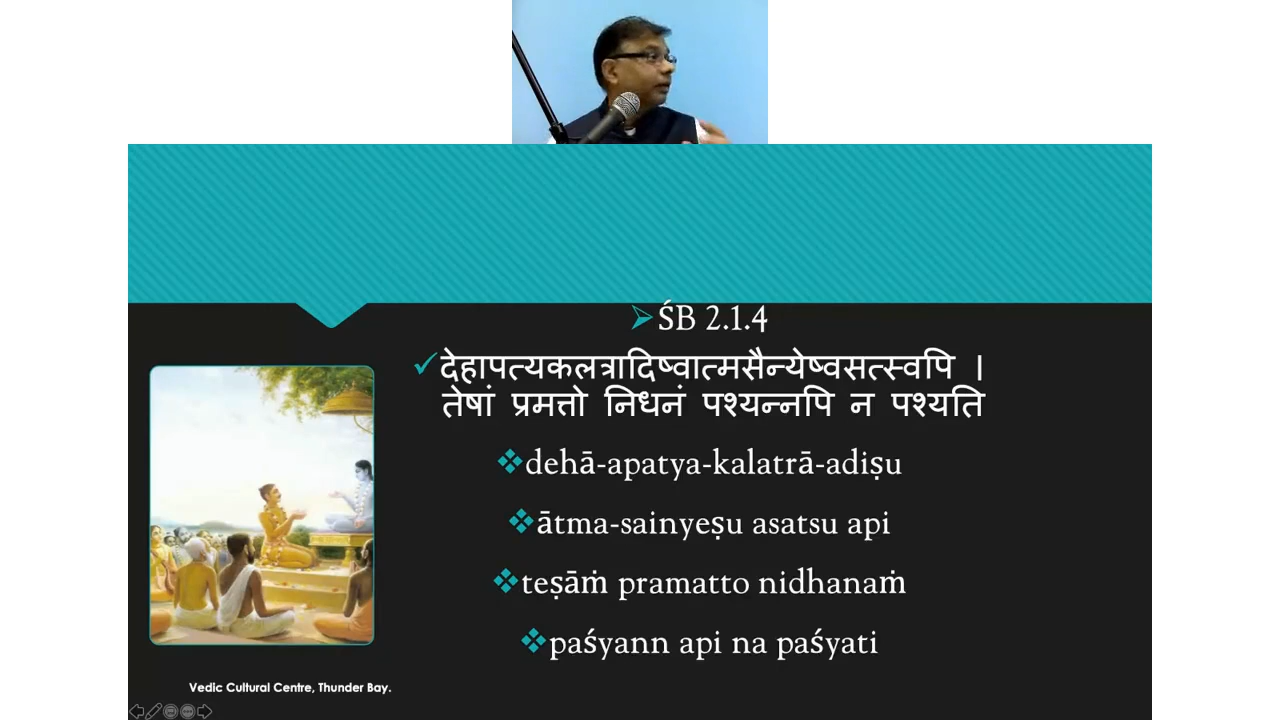 ŚB 2.1.4
देहापत्यकलत्रादिष्वात्मसैन्येष्वसत्स्वपि ।
तेषां प्रमत्तो निधनं पश्यन्नपि न पश्यति
dehā-apatya-kalatrā-adiṣu
ātma-sainyeṣu asatsu api
teṣāṁ pramatto nidhanaṁ
paśyann api na paśyati
Vedic Cultural Centre, Thunder Bay.